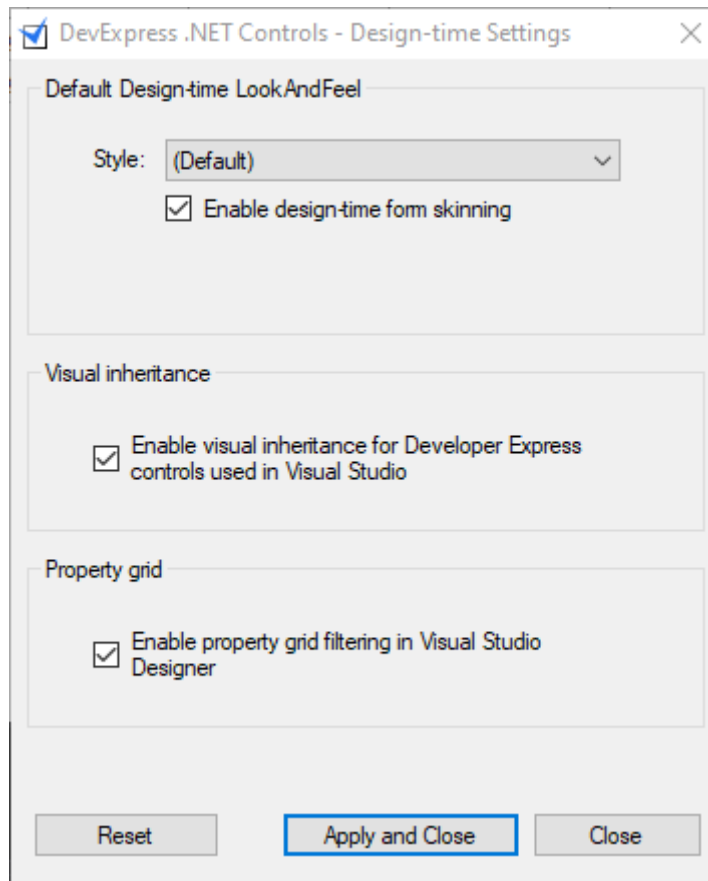 DevExpress .NET Controls - Design-time Settings
Default Design-time LookAndFeel
Style: (Default)
Enable design-time form skinning
Visual inheritance
Enable visual inheritance for Developer Express
controls used in Visual Studio
Property grid
Enable property grid filtering in Visual Studio
Designer
Reset Apply and Close Close